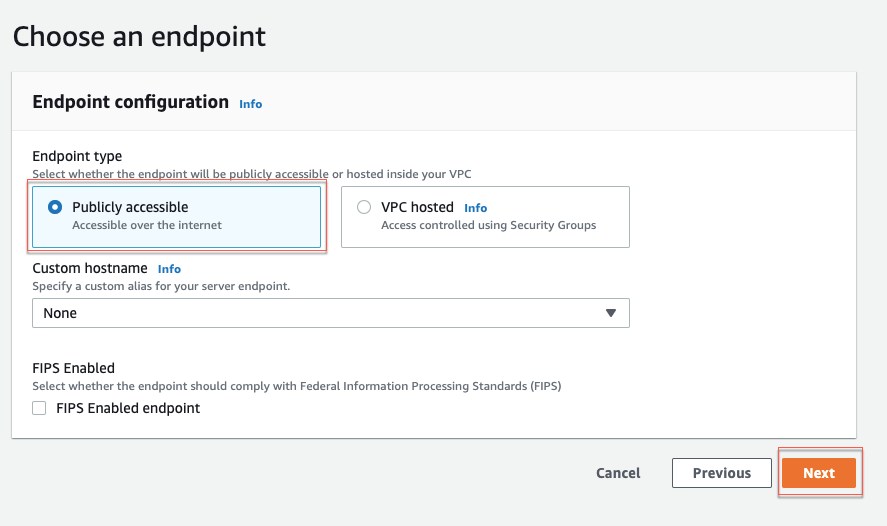 Choose an endpoint
Endpoint configuration Info
Endpoint type
Select whether the endpoint will be publicly accessible or hosted inside your VPC
Publicly accessible
Accessible over the internet
VPC hosted Info
Access controlled using Security Groups
Custom hostname Info
Specify a custom alias for your server endpoint.
None
FIPS Enabled
Select whether the endpoint should comply with Federal Information Processing Standards (FIPS)
FIPS Enabled endpoint
Cancel Previous Next